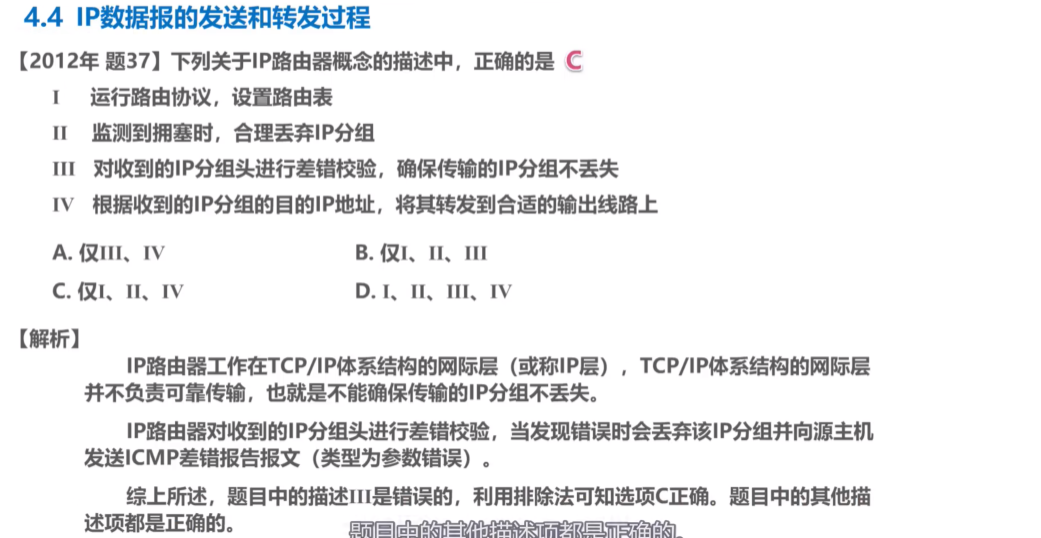 4.4 IP数据报的发送和转发过程
【2012年 题37】下列关于IP路由器概念的描述中，正确的是 C
I 运行路由协议，设置路由表
II 监测到拥塞时，合理丢弃IP分组
III 对收到的IP分组头进行差错校验，确保传输的IP分组不丢失
IV 根据收到的IP分组的目的IP地址，将其转发到合适的输出线路上
A. 仅III、IV B. 仅I、II、III
C. 仅I、II、IV D. I、II、III、IV
【解析】
IP路由器工作在TCP/IP体系结构的网际层（或称IP层），TCP/IP体系结构的网际层
并不负责可靠传输，也就是不能确保传输的IP分组不丢失。
IP路由器对收到的IP分组头进行差错校验，当发现错误时会丢弃该IP分组并向源主机
发送ICMP差错报告报文（类型为参数错误）。
综上所述，题目中的描述III是错误的，利用排除法可知选项C正确。题目中的其他描
述项都是正确的。
题目中的其他描述项都是正确的。